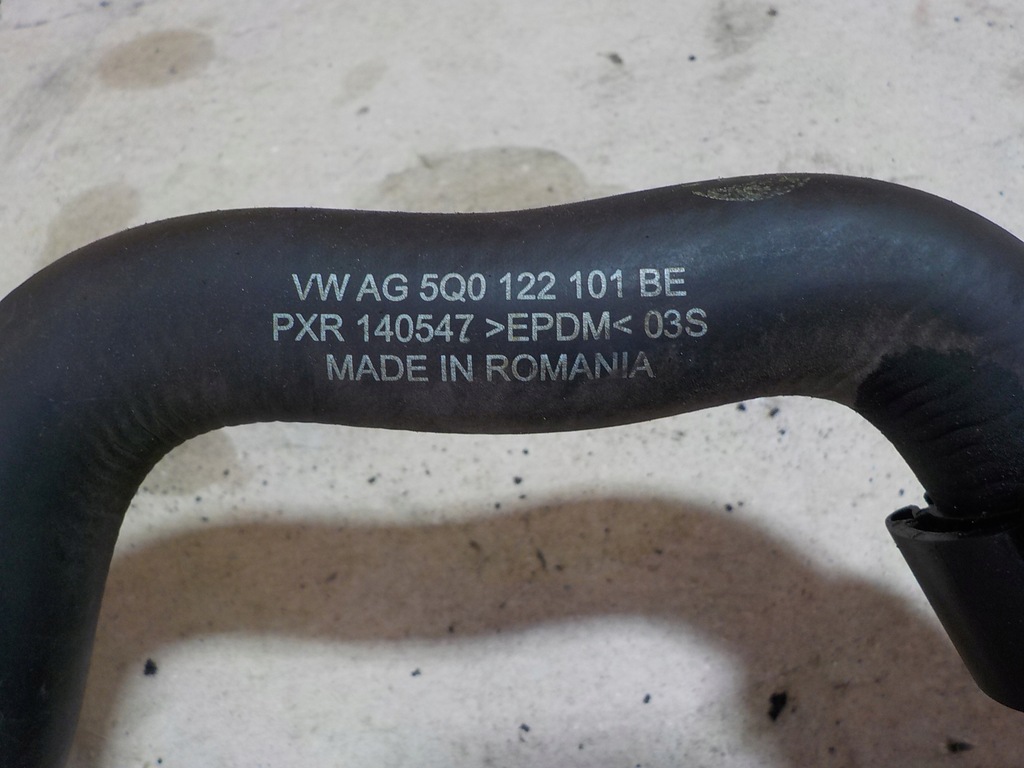 VW AG 5Q0 122 101 BE
PXR 140547 >EPDM< 03S
MADE IN ROMANIA